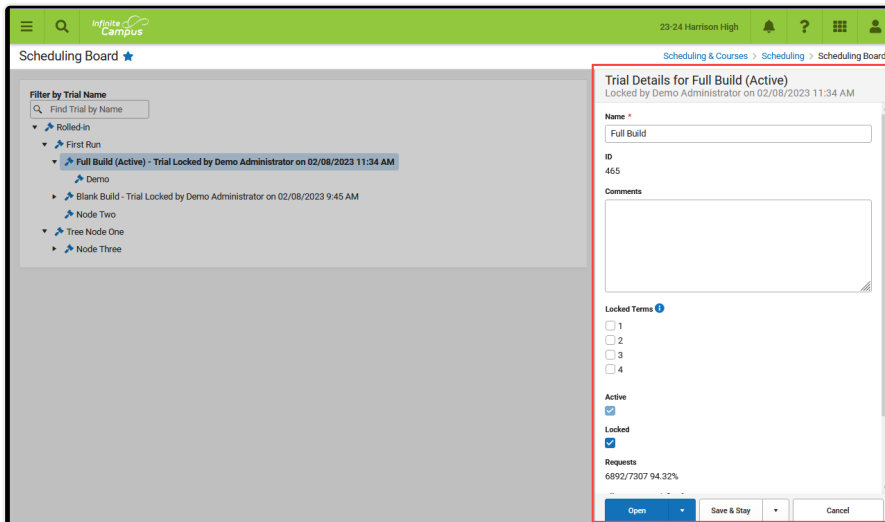 Infinite Campus
23-24 Harrison High
?
Scheduling Board
Scheduling & Courses > Scheduling > Scheduling Board
Filter by Trial Name
Find Trial by Name
Rolled-in
First Run
Full Build (Active) - Trial Locked by Demo Administrator on 02/08/2023 11:34 AM
Demo
Blank Build - Trial Locked by Demo Administrator on 02/08/2023 9:45 AM
Node Two
Tree Node One
Node Three
Trial Details for Full Build (Active)
Locked by Demo Administrator on 02/08/2023 11:34 AM
Name *
Full Build
ID
465
Comments
Locked Terms
1
2
3
4
Active
Locked
Requests
6892/7307 94.32%
Open
Save & Stay
Cancel